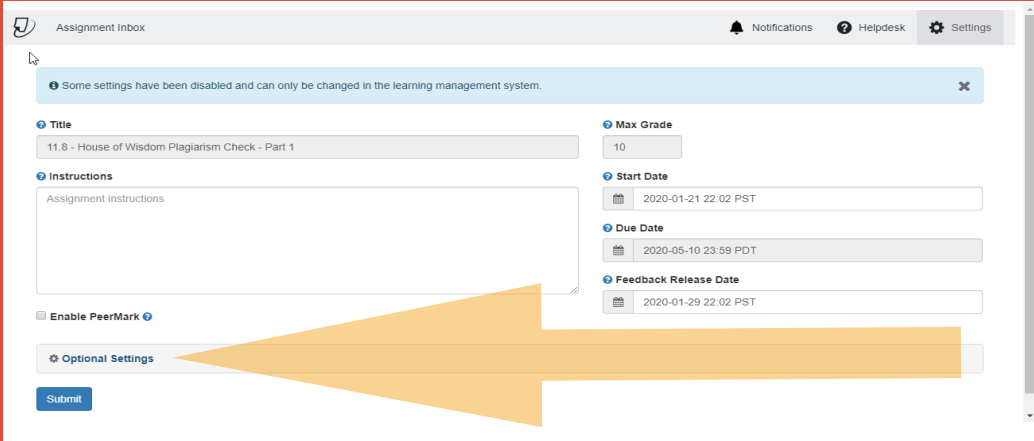 Assignment Inbox
Notifications
Helpdesk
Settings
Some settings have been disabled and can only be changed in the learning management system.
Title
11.8 - House of Wisdom Plagiarism Check - Part 1
Instructions
Assignment instructions
Enable PeerMark
Max Grade
10
Start Date
2020-01-21 22:02 PST
Due Date
2020-05-10 23:59 PDT
Feedback Release Date
2020-01-29 22:02 PST
Optional Settings
Submit